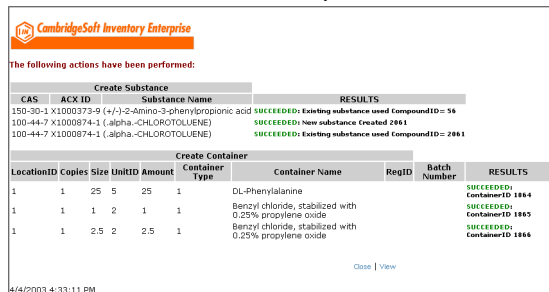 CambridgeSoft Inventory Enterprise
The following actions have been performed:
Create Substance
CAS ACX ID Substance Name RESULTS
150-30-1 X1000373-9 (+/-)-2-Amino-3-phenylpropionic acid SUCCEEDED: Existing substance used CompoundID= 56
100-44-7 X1000874-1 (.alpha.-CHLOROTOLUENE) SUCCEEDED: New substance Created 2061
100-44-7 X1000874-1 (.alpha.-CHLOROTOLUENE) SUCCEEDED: Existing substance used CompoundID= 2061
Create Container
LocationID Copies Size UnitID Amount Container Type Container Name RegID Batch Number RESULTS
1 1 25 5 25 1 DL-Phenylalanine SUCCEEDED: ContainerID 1864
1 1 1 2 1 1 Benzyl chloride, stabilized with 0.25% propylene oxide SUCCEEDED: ContainerID 1865
1 1 2.5 2 2.5 1 Benzyl chloride, stabilized with 0.25% propylene oxide SUCCEEDED: ContainerID 1866
Close | View
4/4/2003 4:33:11 PM